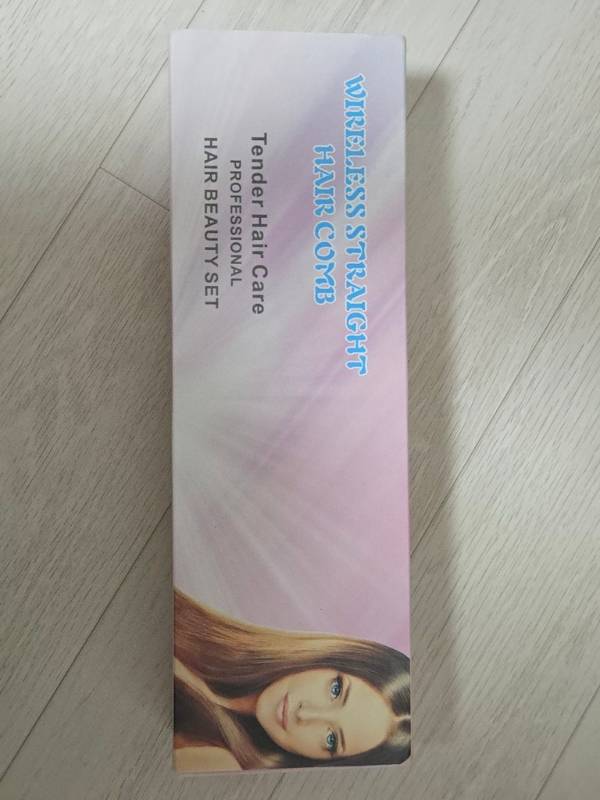 WIRELESS STRAIGHT
HAIR COMB
Tender Hair Care
PROFESSIONAL
HAIR BEAUTY SET